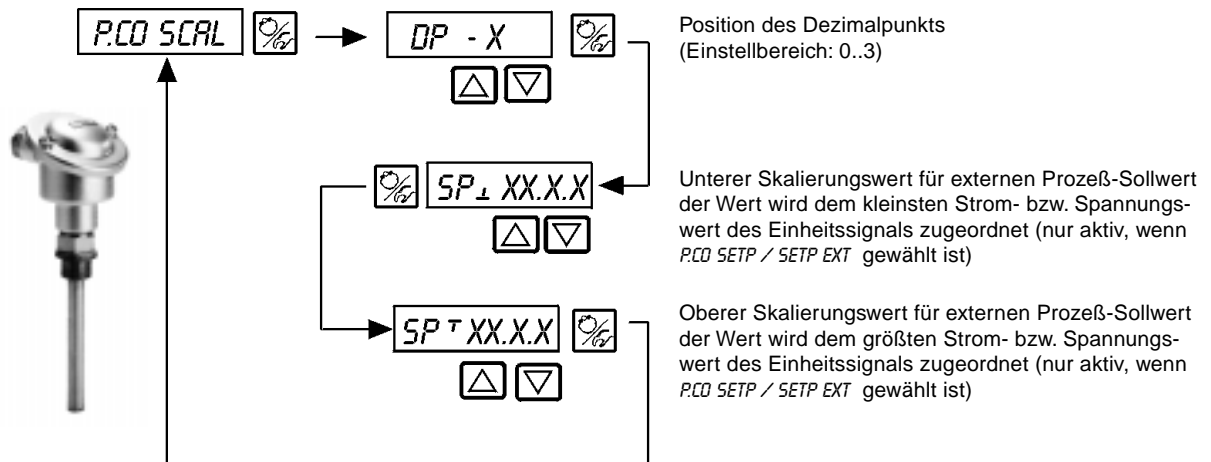 P.CO SCAL
DP - X
Position des Dezimalpunkts
(Einstellbereich: 0..3)
SP⊥ XX.X.X
Unterer Skalierungswert für externen Prozeß-Sollwert
der Wert wird dem kleinsten Strom- bzw. Spannungs-
wert des Einheitssignals zugeordnet (nur aktiv, wenn
P.CO SETP / SETP EXT gewählt ist)
SP⊤ XX.X.X
Oberer Skalierungswert für externen Prozeß-Sollwert
der Wert wird dem größten Strom- bzw. Spannungs-
wert des Einheitssignals zugeordnet (nur aktiv, wenn
P.CO SETP / SETP EXT gewählt ist)